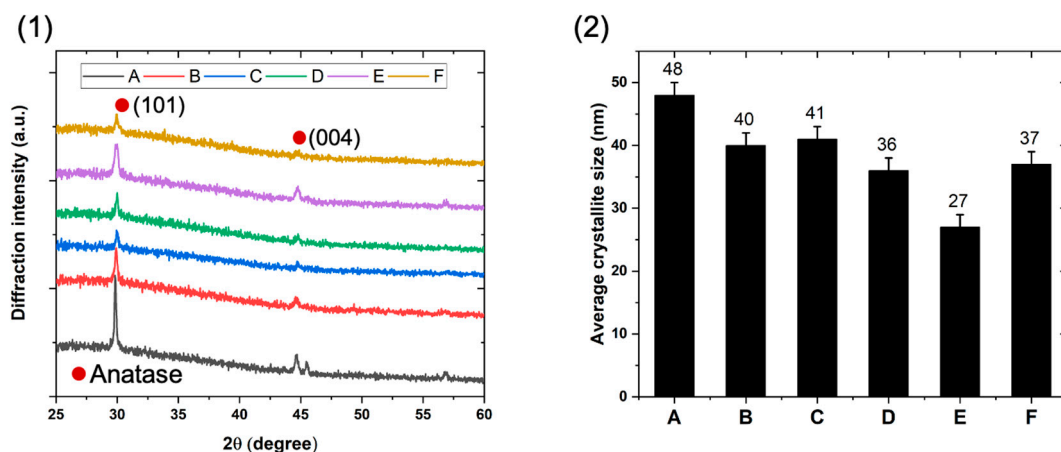 (1)
A B C D E F
(101)
(004)
Diffraction intensity (a.u.)
Anatase
25 30 35 40 45 50 55 60
2θ (degree)
(2)
Average crystallite size (nm)
50
40
30
20
10
0
48
40
41
36
27
37
A B C D E F